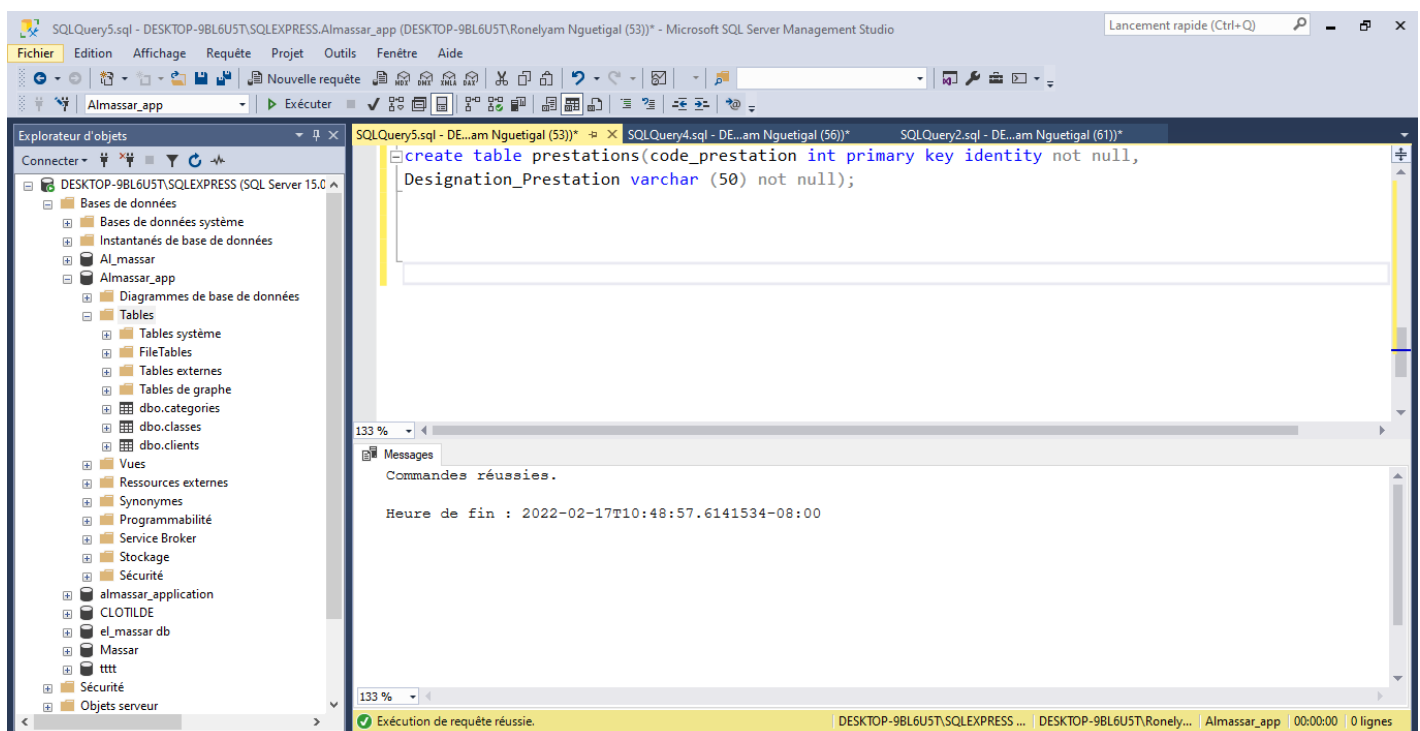 SQLQuery5.sql - DESKTOP-9BL6U5T\SQLEXPRESS.Almassar_app (DESKTOP-9BL6U5T\Ronelyam Nguetigal (53))* - Microsoft SQL Server Management Studio
Lancement rapide (Ctrl+Q)
Fichier Edition Affichage Requête Projet Outils Fenêtre Aide
Nouvelle requête MDX DMX XMLA DAX
Almassar_app Exécuter
Explorateur d'objets
SQLQuery5.sql - DE...am Nguetigal (53))* SQLQuery4.sql - DE...am Nguetigal (56))* SQLQuery2.sql - DE...am Nguetigal (61))*
Connecter
DESKTOP-9BL6U5T\SQLEXPRESS (SQL Server 15.0
Bases de données
Bases de données système
Instantanés de base de données
Al_massar
Almassar_app
Diagrammes de base de données
Tables
Tables système
FileTables
Tables externes
Tables de graphe
dbo.categories
dbo.classes
dbo.clients
Vues
Ressources externes
Synonymes
Programmabilité
Service Broker
Stockage
Sécurité
almassar_application
CLOTILDE
el_massar db
Massar
tttt
Sécurité
Objets serveur
create table prestations(code_prestation int primary key identity not null,
Designation_Prestation varchar (50) not null);
133 %
Messages
Commandes réussies.
Heure de fin : 2022-02-17T10:48:57.6141534-08:00
133 %
Exécution de requête réussie. DESKTOP-9BL6U5T\SQLEXPRESS ... DESKTOP-9BL6U5T\Ronely... Almassar_app 00:00:00 0 lignes